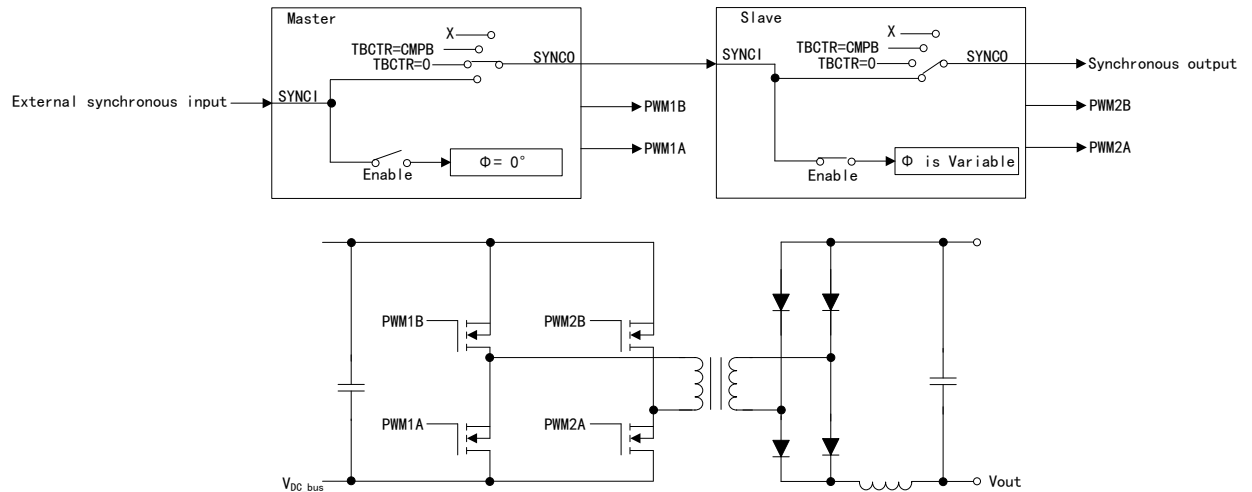 Master
X
TBCTR=CMPB
TBCTR=0
SYNCO
External synchronous input
SYNCI
PWM1B
PWM1A
Enable
Φ= 0°
Slave
X
TBCTR=CMPB
TBCTR=0
SYNCI
SYNCO
Synchronous output
PWM2B
PWM2A
Enable
Φ is Variable
PWM1B
PWM2B
PWM1A
PWM2A
VDC bus
Vout